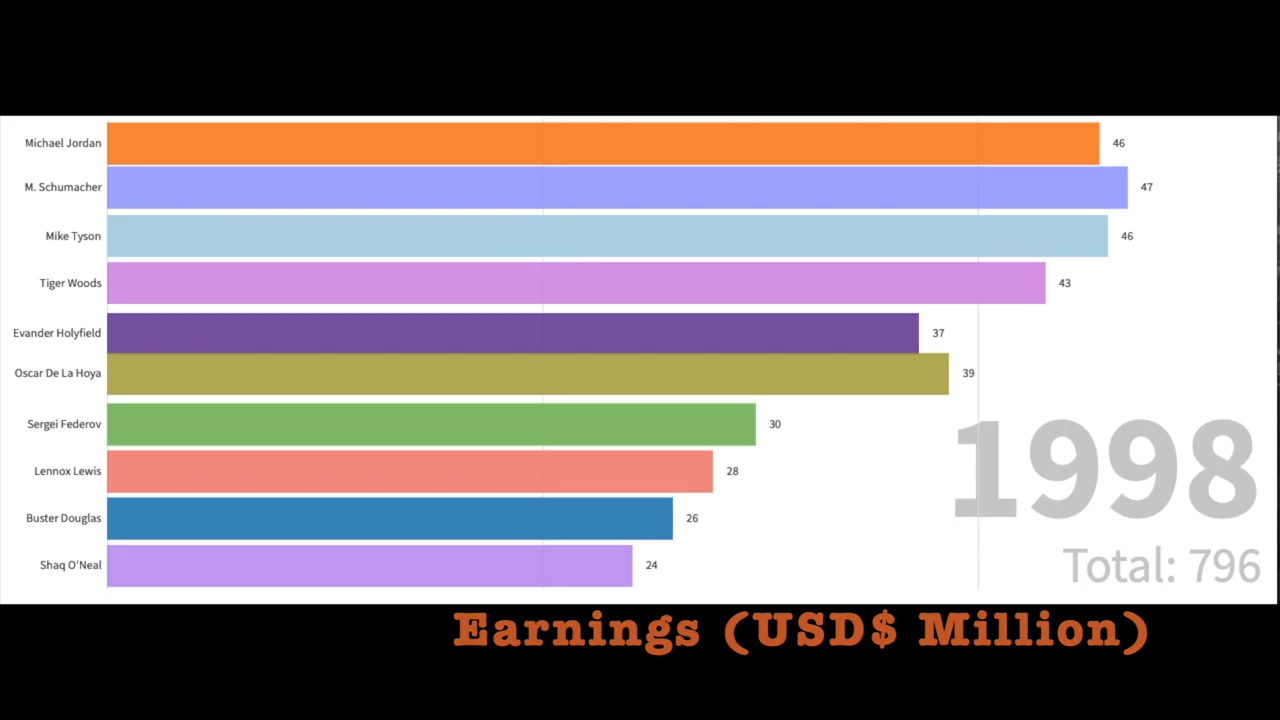 Michael Jordan 46
M. Schumacher 47
Mike Tyson 46
Tiger Woods 43
Evander Holyfield 37
Oscar De La Hoya 39
Sergei Federov 30
Lennox Lewis 28
Buster Douglas 26
Shaq O'Neal 24
1998
Total: 796
Earnings (USD$ Million)